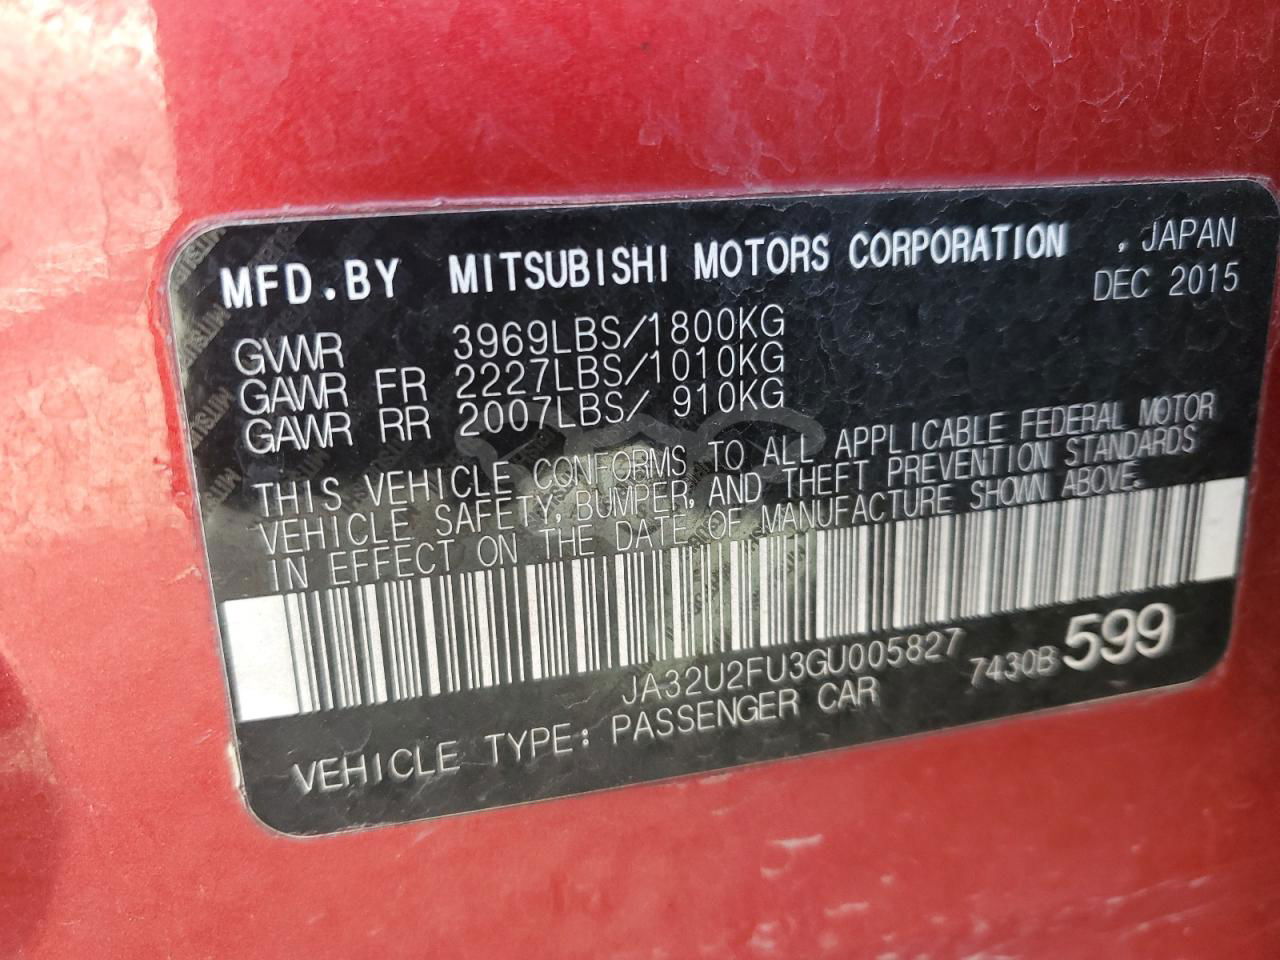 MFD.BY MITSUBISHI MOTORS CORPORATION , JAPAN
DEC 2015
GVWR 3969LBS/1800KG
GAWR FR 2227LBS/1010KG
GAWR RR 2007LBS/ 910KG
THIS VEHICLE CONFORMS TO ALL APPLICABLE FEDERAL MOTOR
VEHICLE SAFETY, BUMPER, AND THEFT PREVENTION STANDARDS
IN EFFECT ON THE DATE OF MANUFACTURE SHOWN ABOVE.
JA32U2FU3GU005827 7430B 599
VEHICLE TYPE: PASSENGER CAR